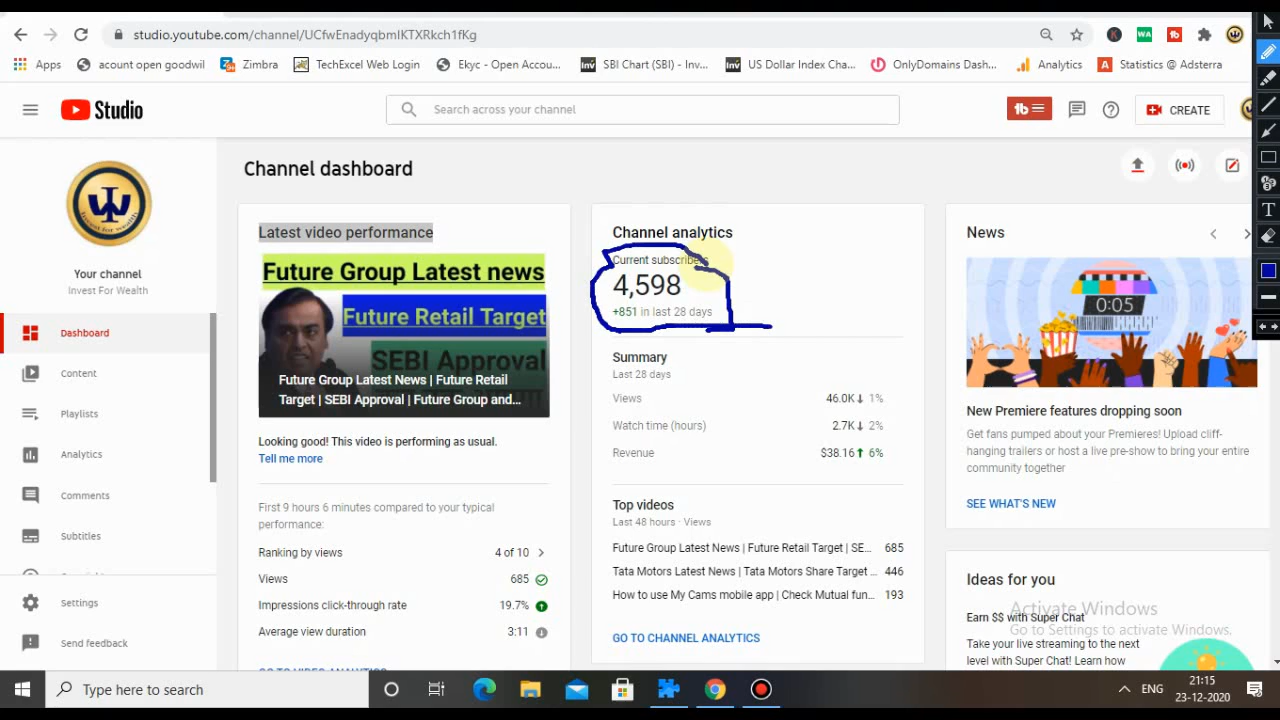 studio.youtube.com/channel/UCfwEnadyqbmIKTXRkch1fKg
Apps
acount open goodwil
Zimbra
TechExcel Web Login
Ekyc - Open Accou...
SBI Chart (SBI) - Inv...
US Dollar Index Cha...
OnlyDomains Dash...
Analytics
Statistics @ Adsterra
Studio
Search across your channel
CREATE
Channel dashboard
Your channel
Invest For Wealth
Dashboard
Content
Playlists
Analytics
Comments
Subtitles
Settings
Send feedback
Latest video performance
Future Group Latest news
Future Retail Target
SEBI Approval
Future Group Latest News | Future Retail
Target | SEBI Approval | Future Group and...
Looking good! This video is performing as usual.
Tell me more
First 9 hours 6 minutes compared to your typical
performance:
Ranking by views 4 of 10
Views 685
Impressions click-through rate 19.7%
Average view duration 3:11
Channel analytics
Current subscribers
4,598
+851 in last 28 days
Summary
Last 28 days
Views 46.0K 1%
Watch time (hours) 2.7K 2%
Revenue $38.16 6%
Top videos
Last 48 hours · Views
Future Group Latest News | Future Retail Target | SE... 685
Tata Motors Latest News | Tata Motors Share Target ... 446
How to use My Cams mobile app | Check Mutual fun... 193
GO TO CHANNEL ANALYTICS
News
0:05
New Premiere features dropping soon
Get fans pumped about your Premieres! Upload cliff-
hanging trailers or host a live pre-show to bring your entire
community together
SEE WHAT'S NEW
Ideas for you
Earn $$ with Super Chat
Take your live streaming to the next
level with Super Chat! Learn how
Activate Windows
Go to Settings to activate Windows.
Type here to search
ENG
21:15
23-12-2020